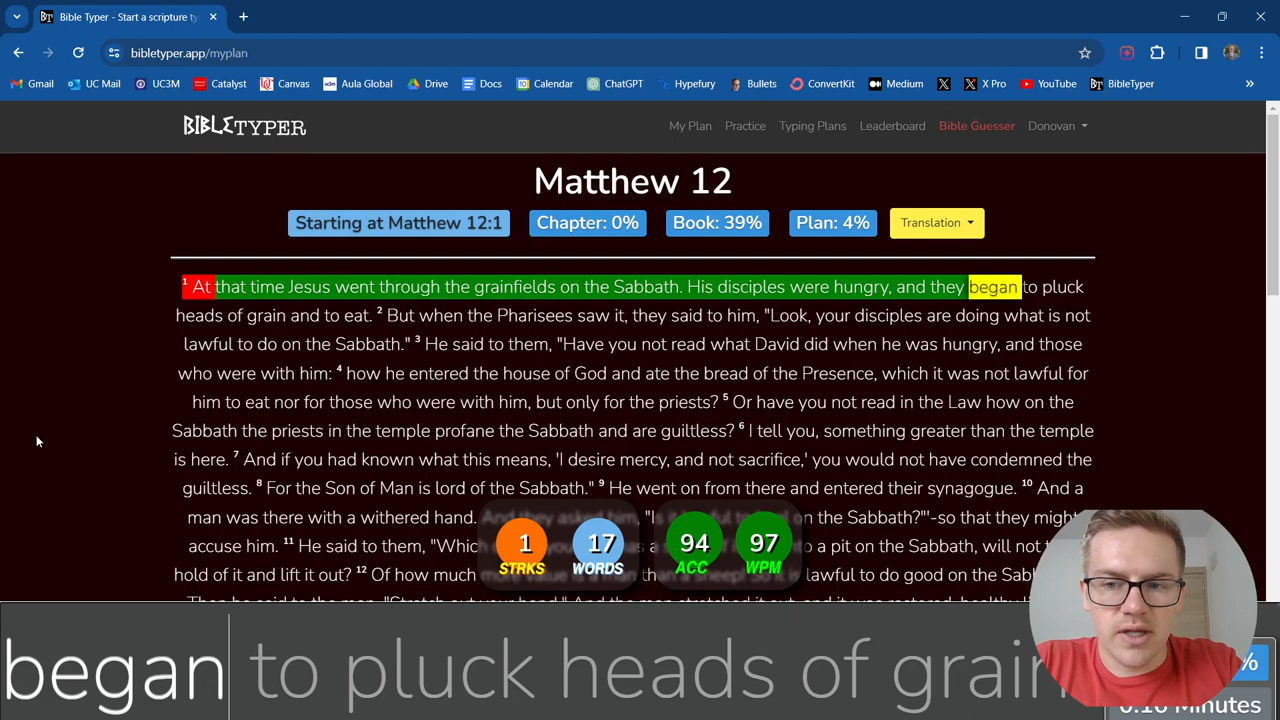 Bible Typer - Start a scripture ty
bibletyper.app/myplan
Gmail UC Mail UC3M Catalyst Canvas Aula Global Drive Docs Calendar ChatGPT Hypefury Bullets ConvertKit Medium X X Pro YouTube BibleTyper
BIBLETYPER My Plan Practice Typing Plans Leaderboard Bible Guesser Donovan
Matthew 12
Starting at Matthew 12:1 Chapter: 0% Book: 39% Plan: 4% Translation
1 At that time Jesus went through the grainfields on the Sabbath. His disciples were hungry, and they began to pluck
heads of grain and to eat. 2 But when the Pharisees saw it, they said to him, "Look, your disciples are doing what is not
lawful to do on the Sabbath." 3 He said to them, "Have you not read what David did when he was hungry, and those
who were with him: 4 how he entered the house of God and ate the bread of the Presence, which it was not lawful for
him to eat nor for those who were with him, but only for the priests? 5 Or have you not read in the Law how on the
Sabbath the priests in the temple profane the Sabbath and are guiltless? 6 I tell you, something greater than the temple
is here. 7 And if you had known what this means, 'I desire mercy, and not sacrifice,' you would not have condemned the
guiltless. 8 For the Son of Man is lord of the Sabbath." 9 He went on from there and entered their synagogue. 10 And a
man was there with a withered hand. And they asked him, "Is on the Sabbath?"'-so that they might
accuse him. 11 He said to them, "Which a pit on the Sabbath, will not
hold of it and lift it out? 12 Of how much lawful to do good on the
1 STRKS 17 WORDS 94 ACC 97 WPM
began to pluck heads of grain
%
Minutes